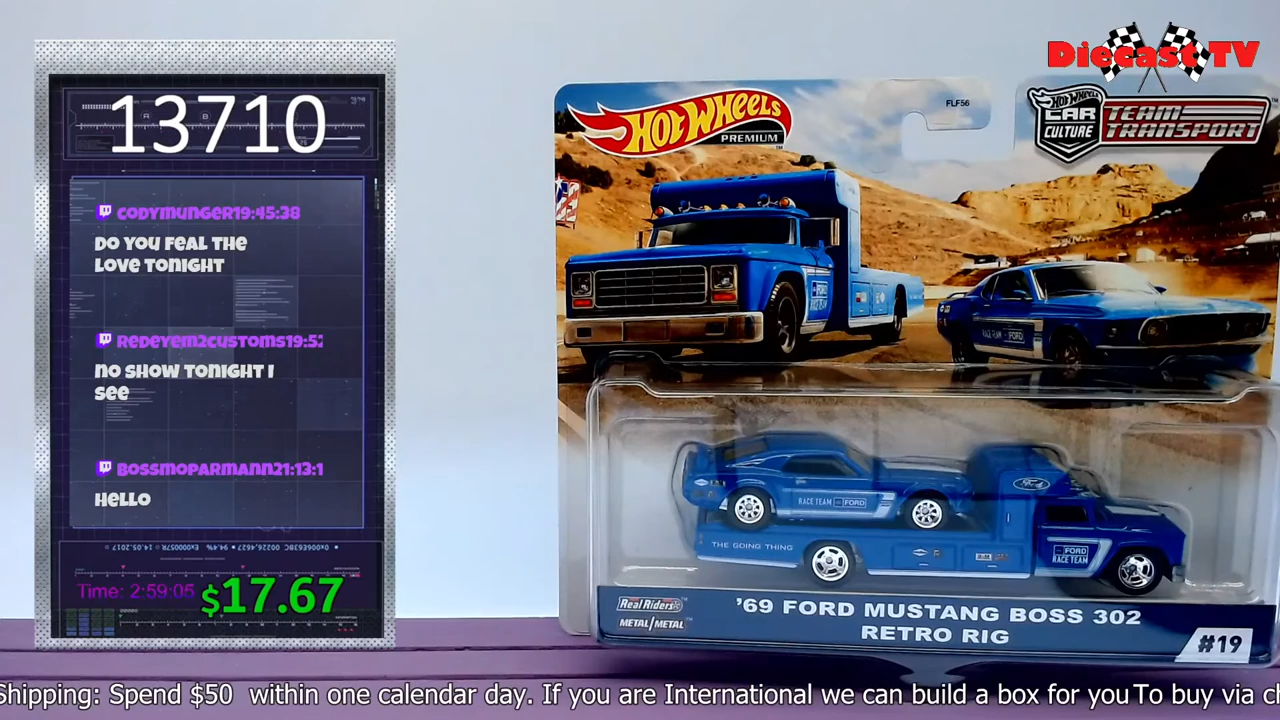 Diecast TV
13710
codymunger19:45:38
Do you feal the
love tonight
Redeyem2customs19:52
no show tonight I
see
Bossmoparmann21:13:1
Hello
Time: 2:59:05
$17.67
HOT WHEELS
PREMIUM
FLF56
HOT WHEELS
CAR
CULTURE
TEAM
TRANSPORT
RACE TEAM FORD
Ford
THE GOING THING
FORD
RACE TEAM
Real Riders
METAL/METAL
'69 FORD MUSTANG BOSS 302
RETRO RIG
#19
Shipping: Spend $50 within one calendar day. If you are International we can build a box for you To buy via ch